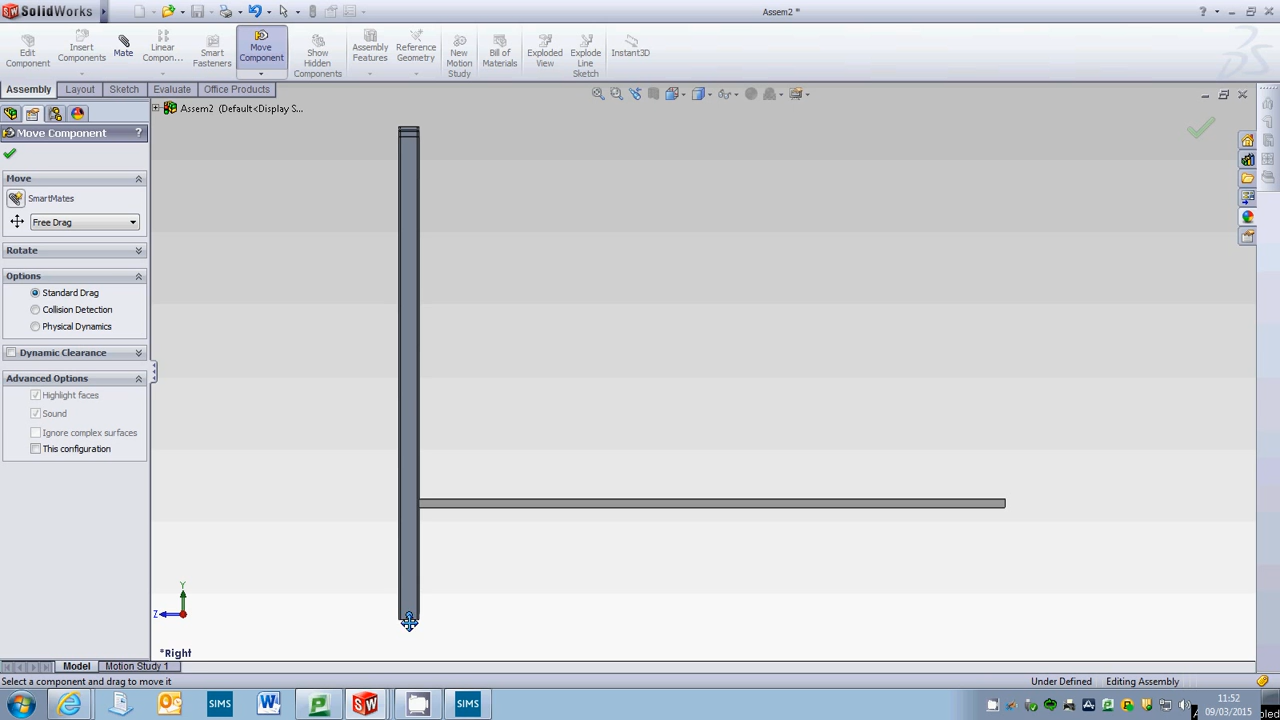 SolidWorks
Assem2 *
Edit Component
Insert Components
Mate
Linear Compon...
Smart Fasteners
Move Component
Show Hidden Components
Assembly Features
Reference Geometry
New Motion Study
Bill of Materials
Exploded View
Explode Line Sketch
Instant3D
Assembly Layout Sketch Evaluate Office Products
Assem2 (Default<Display S...
Move Component ?
Move
SmartMates
Free Drag
Rotate
Options
Standard Drag
Collision Detection
Physical Dynamics
Dynamic Clearance
Advanced Options
Highlight faces
Sound
Ignore complex surfaces
This configuration
Y
Z
*Right
Model Motion Study 1
Select a component and drag to move it
Under Defined
Editing Assembly
SIMS
SIMS
11:52
09/03/2015